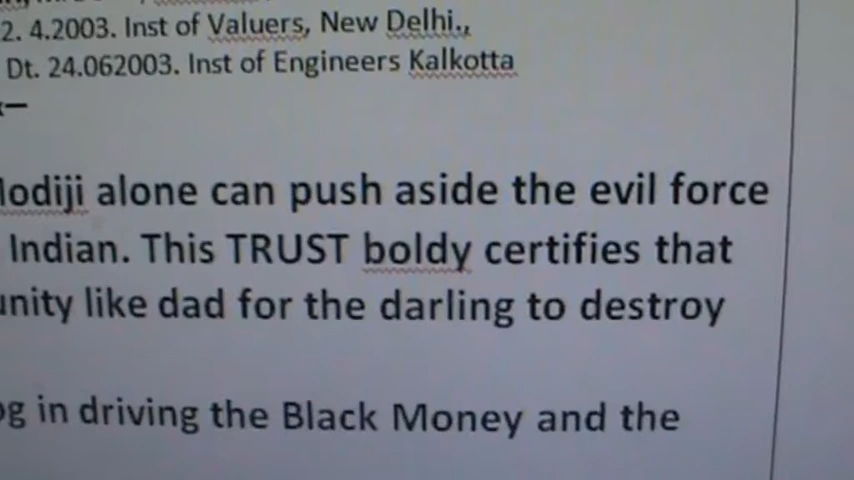 2. 4.2003. Inst of Valuers, New Delhi.,
Dt. 24.062003. Inst of Engineers Kalkotta
alone can push aside the evil force
Indian. This TRUST boldy certifies that
like dad for the darling to destroy
in driving the Black Money and the